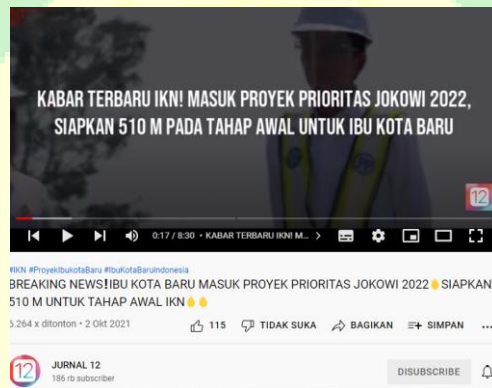 KABAR TERBARU IKN! MASUK PROYEK PRIORITAS JOKOWI 2022,
SIAPKAN 510 M PADA TAHAP AWAL UNTUK IBU KOTA BARU
12
0:17 / 8:30 • KABAR TERBARU IKN! M...
#IKN #ProyekIbukotaBaru #IbuKotaBaruIndonesia
BREAKING NEWS!IBU KOTA BARU MASUK PROYEK PRIORITAS JOKOWI 2022 SIAPKAN
510 M UNTUK TAHAP AWAL IKN
6.264 x ditonton • 2 Okt 2021 115 TIDAK SUKA BAGIKAN SIMPAN ...
12 JURNAL 12 DISUBSCRIBE
186 rb subscriber